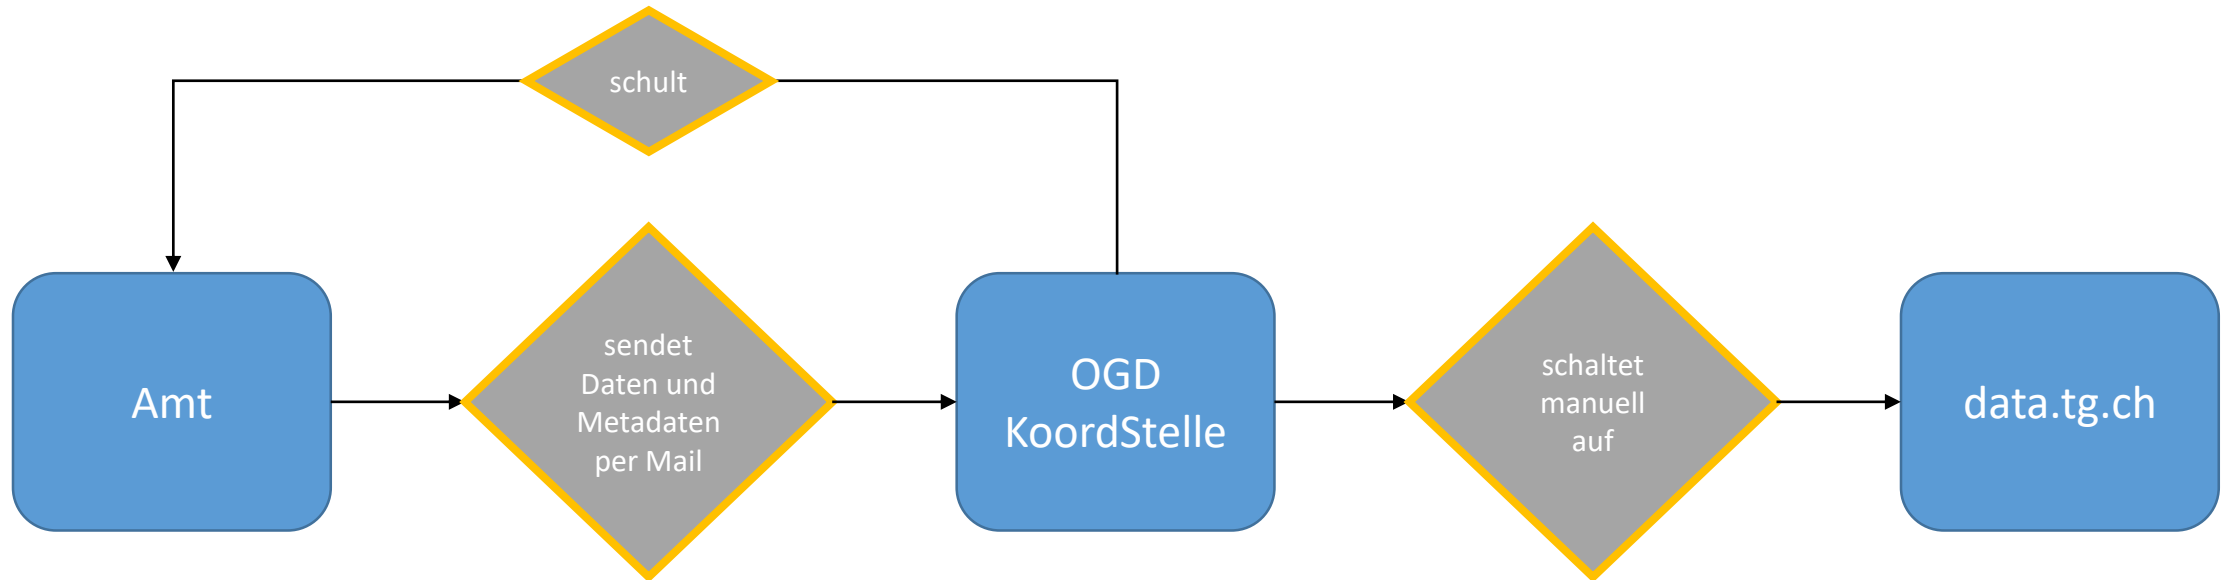 schult
Amt
sendet
Daten und
Metadaten
per Mail
OGD
KoordStelle
schaltet
manuell
auf
data.tg.ch